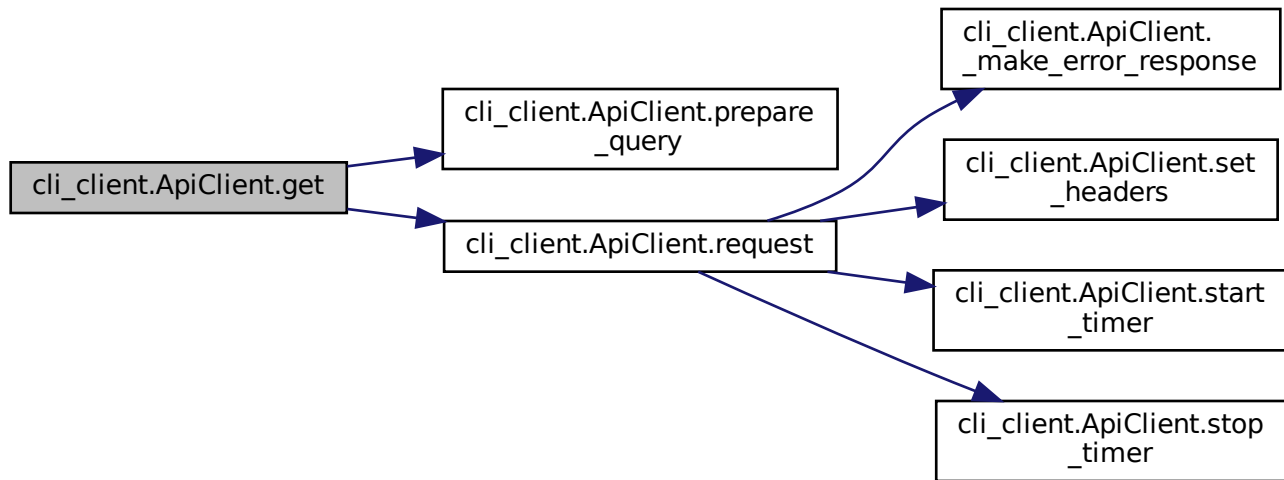 cli_client.ApiClient.get
cli_client.ApiClient.prepare
_query
cli_client.ApiClient.request
cli_client.ApiClient.
_make_error_response
cli_client.ApiClient.set
_headers
cli_client.ApiClient.start
_timer
cli_client.ApiClient.stop
_timer